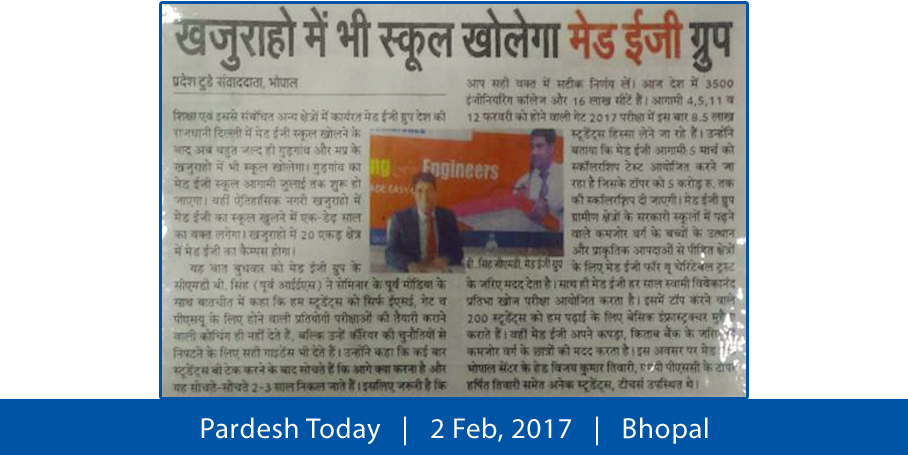 खजुराहो में भी स्कूल खोलेगा मेड ईजी ग्रुप
प्रदेश टुडे संवाददाता, भोपाल
शिक्षा एवं इससे संबंधित अन्य क्षेत्रों में कार्यरत मेड ईजी ग्रुप देश की
राजधानी दिल्ली में मेड ईजी स्कूल खोलने के
बाद अब बहुत जल्द ही गुड़गांव और मप्र के
खजुराहो में भी स्कूल खोलेगा। गुड़गांव का
मेड ईजी स्कूल आगामी जुलाई तक शुरू हो
जाएगा। वहीं ऐतिहासिक नगरी खजुराहो में
मेड ईजी का स्कूल खुलने में एक-डेढ़ साल
का वक्त लगेगा। खजुराहो में 20 एकड़ क्षेत्र
में मेड ईजी का कैम्पस होगा।
यह बात बुधवार को मेड ईजी ग्रुप के
सीएमडी बी. सिंह (पूर्व आईईएस) ने सेमिनार के पूर्व मीडिया के
साथ बातचीत में कहा कि हम स्टूडेंट्स को सिर्फ ईएसई, गेट व
पीएसयू के लिए होने वाली प्रतियोगी परीक्षाओं की तैयारी कराने
वाली कोचिंग ही नहीं देते हैं, बल्कि उन्हें करियर की चुनौतियों से
निपटने के लिए सही गाइडेंस भी देते हैं। उन्होंने कहा कि कई बार
स्टूडेंट्स बी टेक करने के बाद सोचते हैं कि आगे क्या करना है और
यह सोचते-सोचते 2-3 साल निकल जाते हैं। इसलिए जरूरी है कि
आप सही वक्त में सटीक निर्णय लें। आज देश में 3500
इंजीनियरिंग कॉलेज और 16 लाख सीटें हैं। आगामी 4,5,11 व
12 फरवरी को होने वाली गेट 2017 परीक्षा में इस बार 8.5 लाख
स्टूडेंट्स हिस्सा लेने जा रहे हैं। उन्होंने
बताया कि मेड ईजी आगामी 5 मार्च को
स्कॉलरशिप टेस्ट आयोजित करने जा
रहा है जिसके टॉपर को 5 करोड़ रु. तक
की स्कॉलरशिप दी जाएगी। मेड ईजी ग्रुप
ग्रामीण क्षेत्रों के सरकारी स्कूलों में पढ़ने
वाले कमजोर वर्ग के बच्चों के उत्थान
और प्राकृतिक आपदाओं से पीड़ित क्षेत्रों
के लिए मेड ईजी फॉर यू चेरिटेबल ट्रस्ट
के जरिए मदद देता है। साथ ही मेड ईजी हर साल स्वामी विवेकानंद
प्रतिभा खोज परीक्षा आयोजित करता है। इसमें टॉप करने वाले
200 स्टूडेंट्स को हम पढ़ाई के लिए बेसिक इंफ्रास्ट्रक्चर मुहैया
कराते हैं। वहीं मेड ईजी अपने कपड़ा, किताब बैंक के जरिए
कमजोर वर्ग के छात्रों की मदद करता है। इस अवसर पर मेड
भोपाल सेंटर के हेड विजय कुमार तिवारी, पीएससी के टॉपर
हर्षित तिवारी समेत अनेक स्टूडेंट्स, टीचर्स उपस्थित थे।
Engineers
MADE EASY
बी. सिंह सीएमडी, मेड ईजी ग्रुप
Pardesh Today | 2 Feb, 2017 | Bhopal